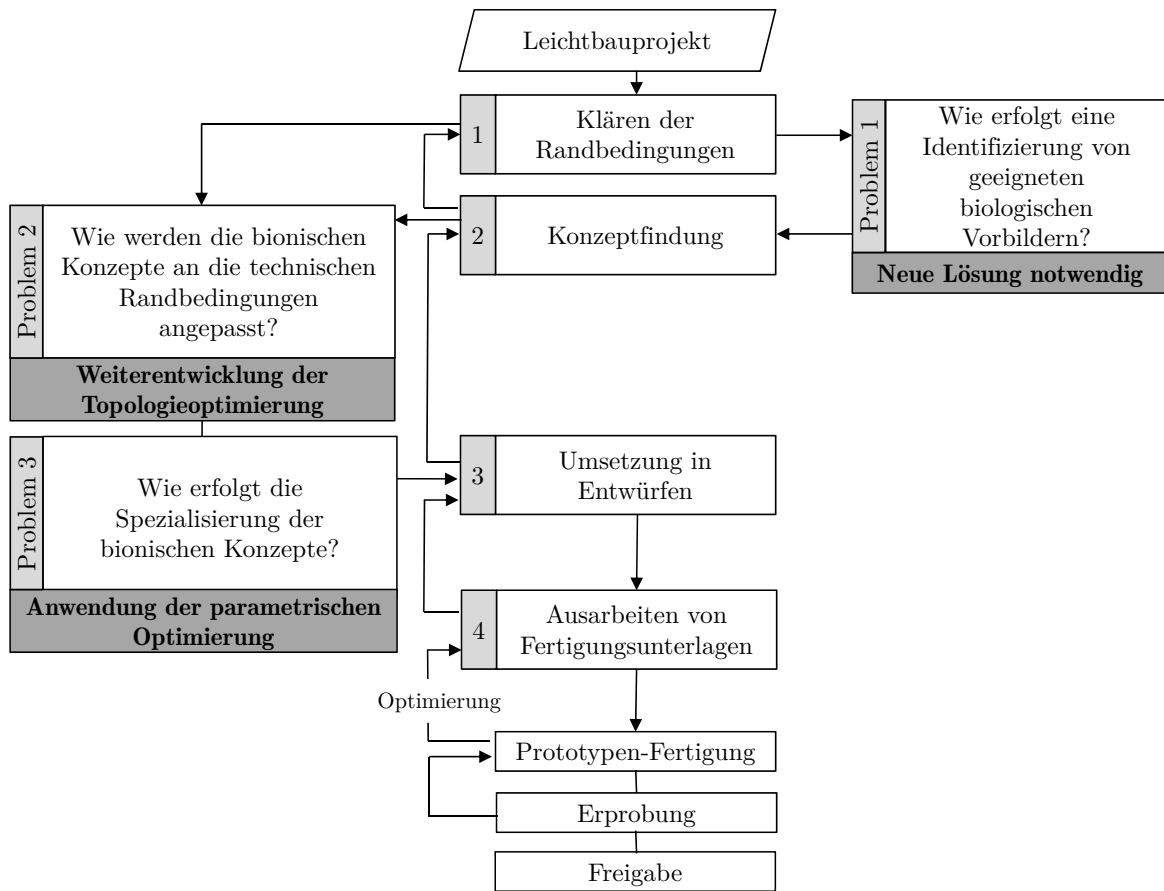 Leichtbauprojekt
1
Klären der
Randbedingungen
Problem 1
Wie erfolgt eine
Identifizierung von
geeigneten
biologischen
Vorbildern?
Neue Lösung notwendig
2
Konzeptfindung
Problem 2
Wie werden die bionischen
Konzepte an die technischen
Randbedingungen
angepasst?
Weiterentwicklung der
Topologieoptimierung
Problem 3
Wie erfolgt die
Spezialisierung der
bionischen Konzepte?
Anwendung der parametrischen
Optimierung
3
Umsetzung in
Entwürfen
4
Ausarbeiten von
Fertigungsunterlagen
Optimierung
Prototypen-Fertigung
Erprobung
Freigabe